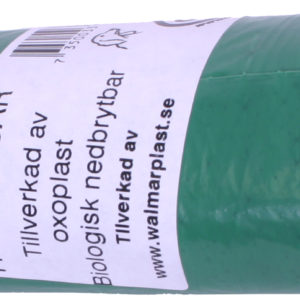 Tillverkad av
oxoplast
Biologisk nedbrytbar
Tillverkad av
www.walmarplast.se